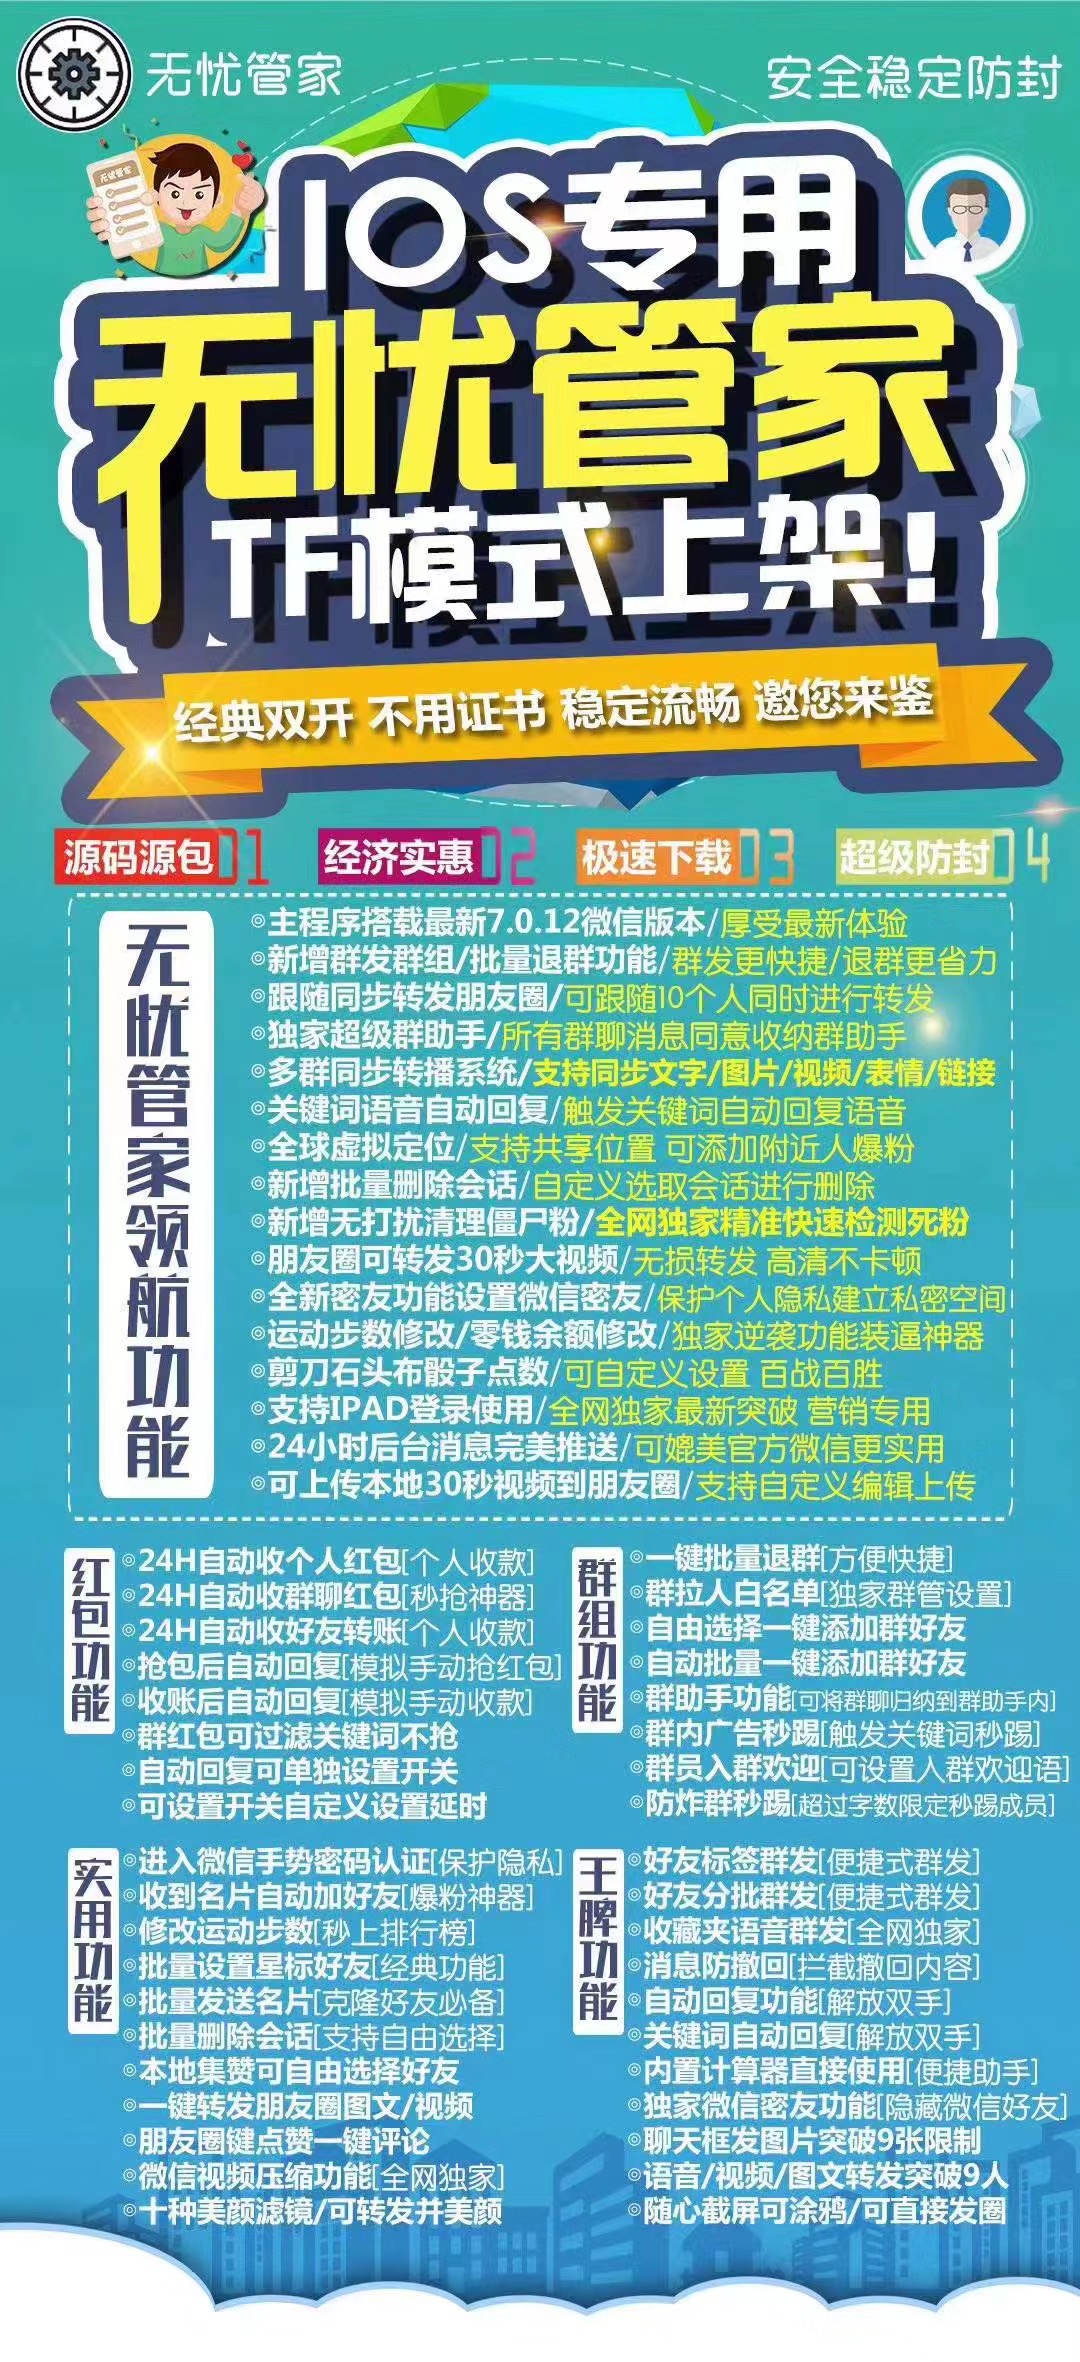 无忧管家
安全稳定防封
无忧管家
IOS专用
无忧管家
TF模式上架!
经典双开 不用证书 稳定流畅 邀您来鉴
源码源包01
经济实惠02
极速下载03
超级防封04
无忧管家领航功能
◎主程序搭载最新7.0.12微信版本/厚受最新体验
◎新增群发群组/批量退群功能/群发更快捷/退群更省力
◎跟随同步转发朋友圈/可跟随10个人同时进行转发
◎独家超级群助手/所有群聊消息同意收纳群助手
◎多群同步转播系统/支持同步文字/图片/视频/表情/链接
◎关键词语音自动回复/触发关键词自动回复语音
◎全球虚拟定位/支持共享位置 可添加附近人爆粉
◎新增批量删除会话/自定义选取会话进行删除
◎新增无打扰清理僵尸粉/全网独家精准快速检测死粉
◎朋友圈可转发30秒大视频/无损转发 高清不卡顿
◎全新密友功能设置微信密友/保护个人隐私建立私密空间
◎运动步数修改/零钱余额修改/独家逆袭功能装逼神器
◎剪刀石头布骰子点数/可自定义设置 百战百胜
◎支持IPAD登录使用/全网独家最新突破 营销专用
◎24小时后台消息完美推送/可媲美官方微信更实用
◎可上传本地30秒视频到朋友圈/支持自定义编辑上传
红包功能
◎24H自动收个人红包[个人收款]
◎24H自动收群聊红包[秒抢神器]
◎24H自动收好友转账[个人收款]
◎抢包后自动回复[模拟手动抢红包]
◎收账后自动回复[模拟手动收款]
◎群红包可过滤关键词不抢
◎自动回复可单独设置开关
◎可设置开关自定义设置延时
群组功能
◎一键批量退群[方便快捷]
◎群拉人白名单[独家群管设置]
◎自由选择一键添加群好友
◎自动批量一键添加群好友
◎群助手功能[可将群聊归纳到群助手内]
◎群内广告秒踢[触发关键词秒踢]
◎群员入群欢迎[可设置人群欢迎语]
◎防炸群秒踢[超过字数限定秒踢成员]
实用功能
◎进入微信手势密码认证[保护隐私]
◎收到名片自动加好友[爆粉神器]
◎修改运动步数[秒上排行榜]
◎批量设置星标好友[经典功能]
◎批量发送名片[克隆好友必备]
◎批量删除会话[支持自由选择]
◎本地集赞可自由选择好友
◎一键转发朋友圈图文/视频
◎朋友圈键点赞一键评论
◎微信视频压缩功能[全网独家]
◎十种美颜滤镜/可转发并美颜
王牌功能
◎好友标签群发[便捷式群发]
◎好友分批群发[便捷式群发]
◎收藏夹语音群发[全网独家]
◎消息防撤回[拦截撤回内容]
◎自动回复功能[解放双手]
◎关键词自动回复[解放双手]
◎内置计算器直接使用[便捷助手]
◎独家微信密友功能[隐藏微信好友]
◎聊天框发图片突破9张限制
◎语音/视频/图文转发突破9人
◎随心截屏可涂鸦/可直接发圈